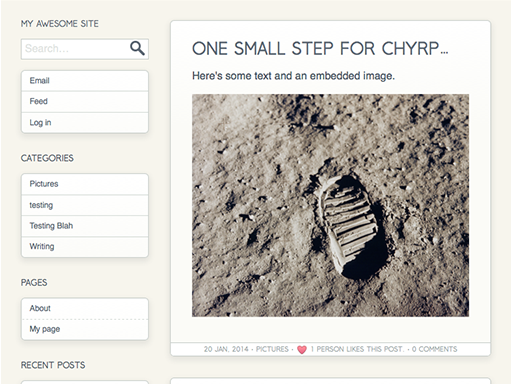 MY AWESOME SITE
Search...
Email
Feed
Log in
CATEGORIES
Pictures
testing
Testing Blah
Writing
PAGES
About
My page
RECENT POSTS
ONE SMALL STEP FOR CHYRP...
Here's some text and an embedded image.
20 JAN. 2014 - PICTURES - ❤ 1 PERSON LIKES THIS POST. - 0 COMMENTS